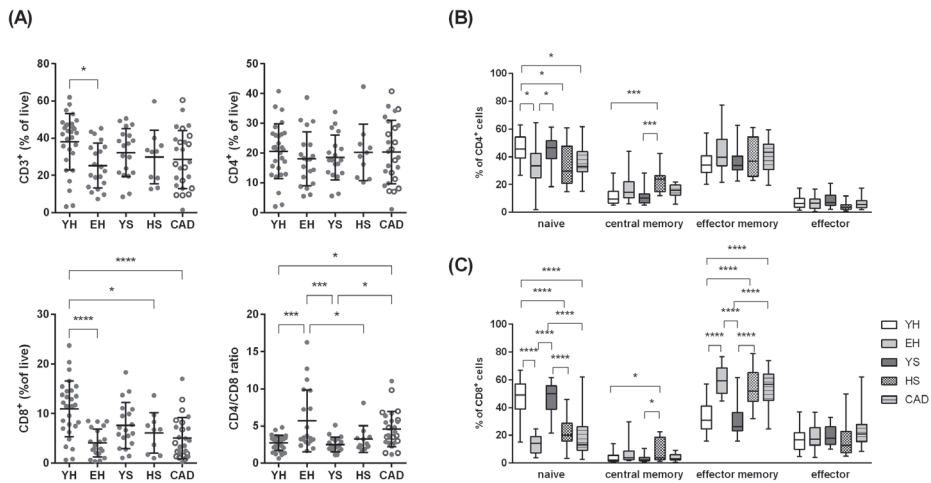 (A)
CD3+ (% of live)
80
60
40
20
0
*
YH EH YS HS CAD
CD4+ (% of live)
60
40
20
0
YH EH YS HS CAD
CD8+ (%of live)
30
20
10
0
****
*
****
YH EH YS HS CAD
CD4/CD8 ratio
20
15
10
5
0
*
*** *
*** *
YH EH YS HS CAD
(B)
% of CD4+ cells
100
80
60
40
20
0
*
*
* *
***
***
naive central memory effector memory effector
(C)
% of CD8+ cells
100
80
60
40
20
0
****
****
****
****
****
****
*
*
****
****
****
****
****
naive central memory effector memory effector
YH
EH
YS
HS
CAD